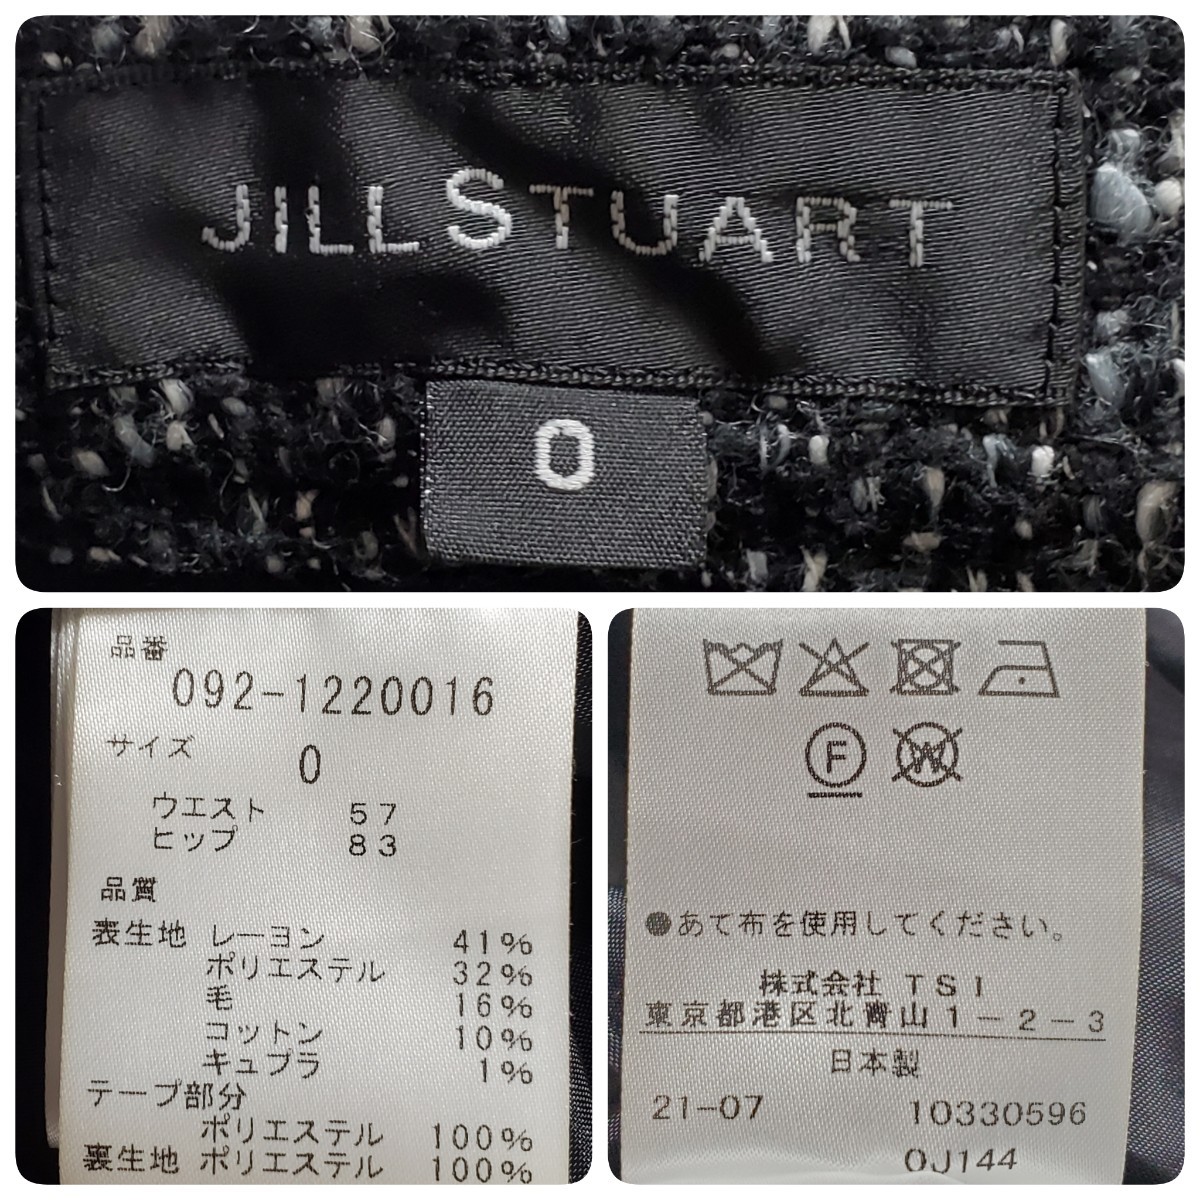 JILLSTUART
0
品番
092-1220016
サイズ 0
ウエスト 57
ヒップ 83
品質
表生地 レーヨン 41%
ポリエステル 32%
毛 16%
コットン 10%
キュプラ 1%
テープ部分
ポリエステル 100%
裏生地 ポリエステル 100%
F W
●あて布を使用してください。
株式会社 TSI
東京都港区北青山1-2-3
日本製
21-07 10330596
0J144